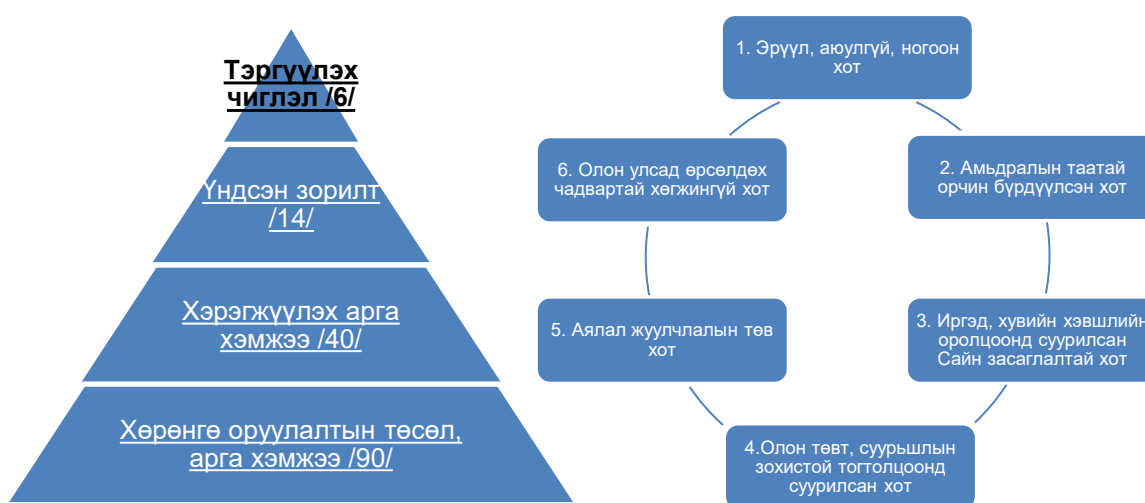 Тэргүүлэх
чиглэл /6/
Үндсэн зорилт
/14/
Хэрэгжүүлэх арга
хэмжээ /40/
Хөрөнгө оруулалтын төсөл,
арга хэмжээ /90/
1. Эрүүл, аюулгүй, ногоон
хот
2. Амьдралын таатай
орчин бүрдүүлсэн хот
3. Иргэд, хувийн хэвшлийн
оролцоонд суурилсан
Сайн засаглалтай хот
4.Олон төвт, суурьшлын
зохистой тогтолцоонд
суурилсан хот
5. Аялал жуулчлалын төв
хот
6. Олон улсад өрсөлдөх
чадвартай хөгжингүй хот